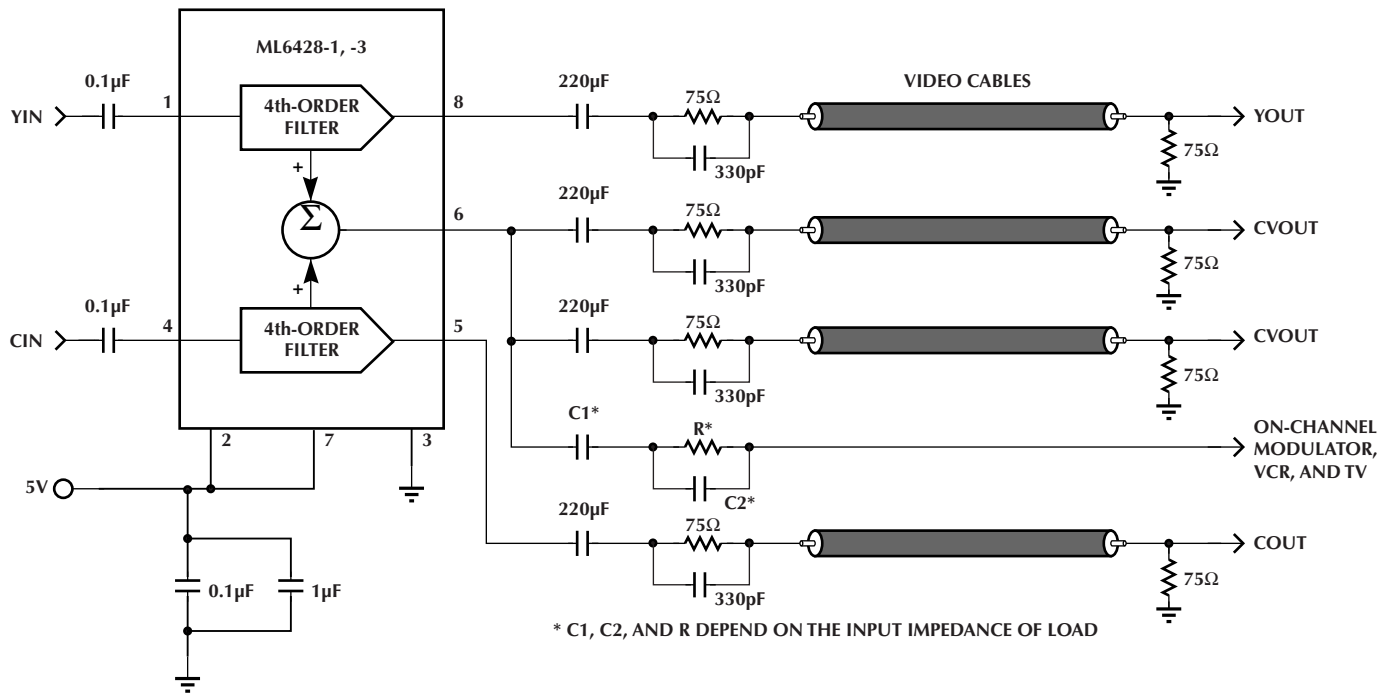 ML6428-1, -3
0.1µF
1
YIN
4th-ORDER
FILTER
8
220µF
75Ω
330pF
VIDEO CABLES
YOUT
75Ω
+
Σ
+
6
220µF
75Ω
330pF
CVOUT
75Ω
0.1µF
4
CIN
4th-ORDER
FILTER
5
220µF
75Ω
330pF
CVOUT
75Ω
C1*
R*
C2*
ON-CHANNEL
MODULATOR,
VCR, AND TV
2
7
3
5V
220µF
75Ω
330pF
COUT
75Ω
0.1µF
1µF
* C1, C2, AND R DEPEND ON THE INPUT IMPEDANCE OF LOAD